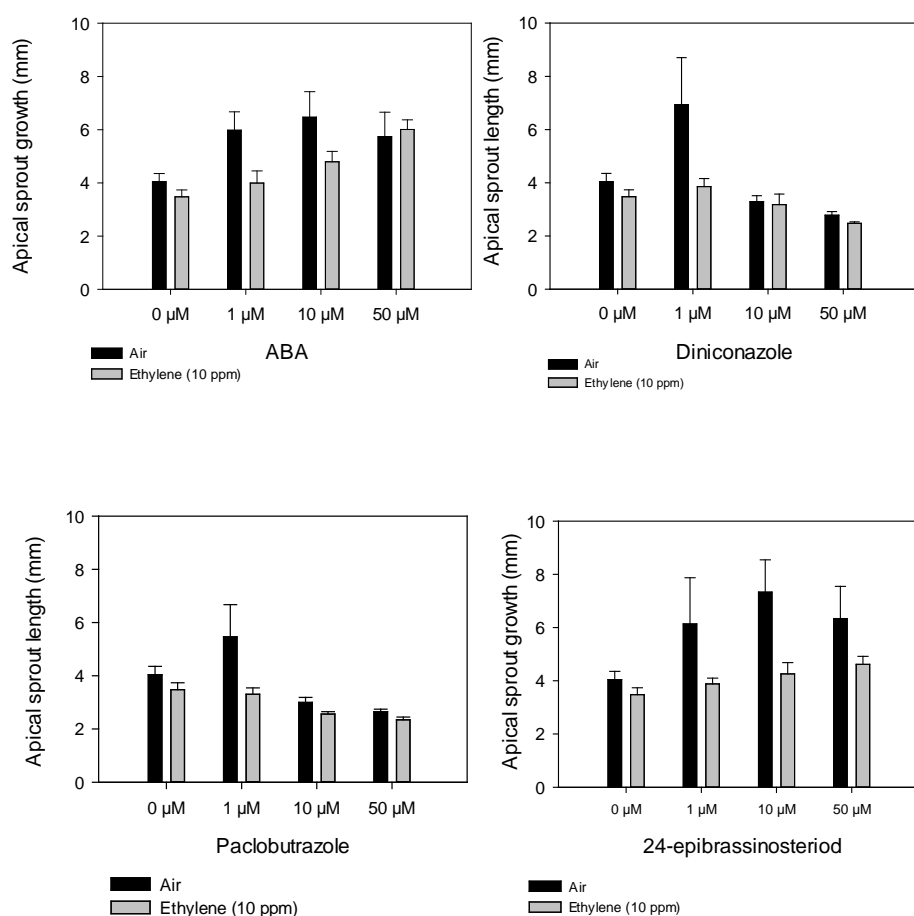 Apical sprout growth (mm)
10
8
6
4
2
0
0 µM 1 µM 10 µM 50 µM
ABA
Air
Ethylene (10 ppm)
Apical sprout length (mm)
10
8
6
4
2
0
0 µM 1 µM 10 µM 50 µM
Diniconazole
Air
Ethylene (10 ppm)
Apical sprout length (mm)
10
8
6
4
2
0
0 µM 1 µM 10 µM 50 µM
Paclobutrazole
Air
Ethylene (10 ppm)
Apical sprout growth (mm)
10
8
6
4
2
0
0 µM 1 µM 10 µM 50 µM
24-epibrassinosteriod
Air
Ethylene (10 ppm)